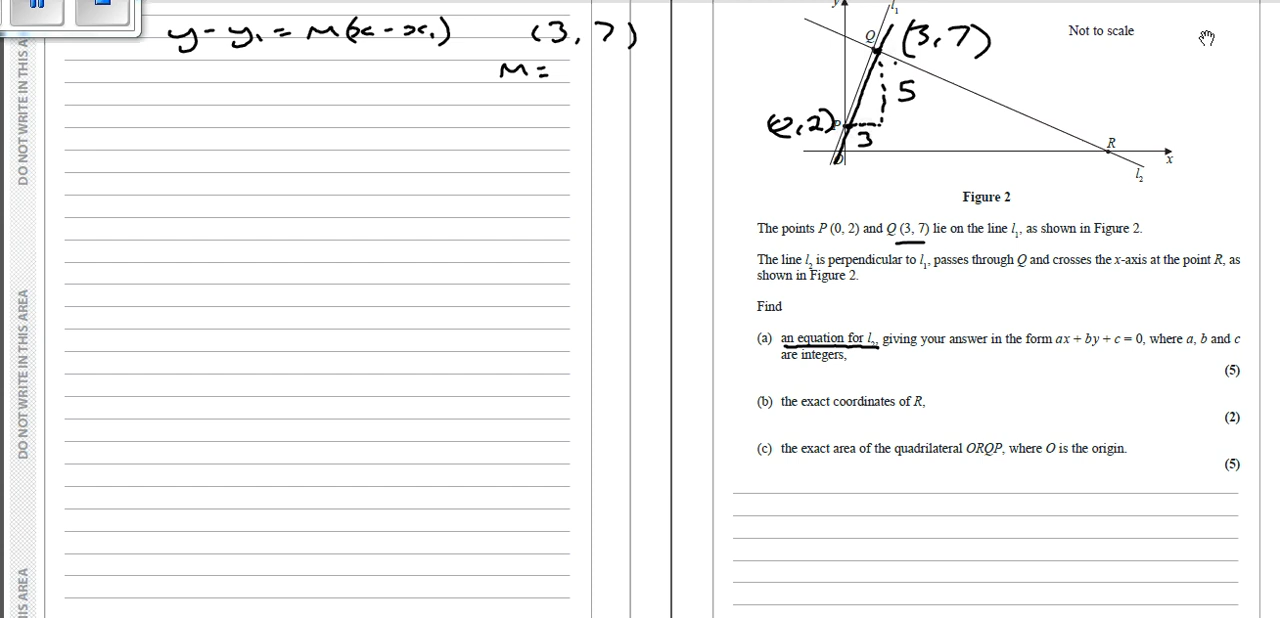 y - y₁ = m(x - x₁) (3, 7)
m =
DO NOT WRITE IN THIS A
DO NOT WRITE IN THIS AREA
IS AREA
y
l₁
Not to scale
Q (3, 7)
5
(0, 2) P
3
O
R
x
l₂
Figure 2
The points P (0, 2) and Q (3, 7) lie on the line l₁, as shown in Figure 2.
The line l₂ is perpendicular to l₁, passes through Q and crosses the x-axis at the point R, as
shown in Figure 2.
Find
(a) an equation for l₂, giving your answer in the form ax + by + c = 0, where a, b and c
are integers,
(5)
(b) the exact coordinates of R,
(2)
(c) the exact area of the quadrilateral ORQP, where O is the origin.
(5)